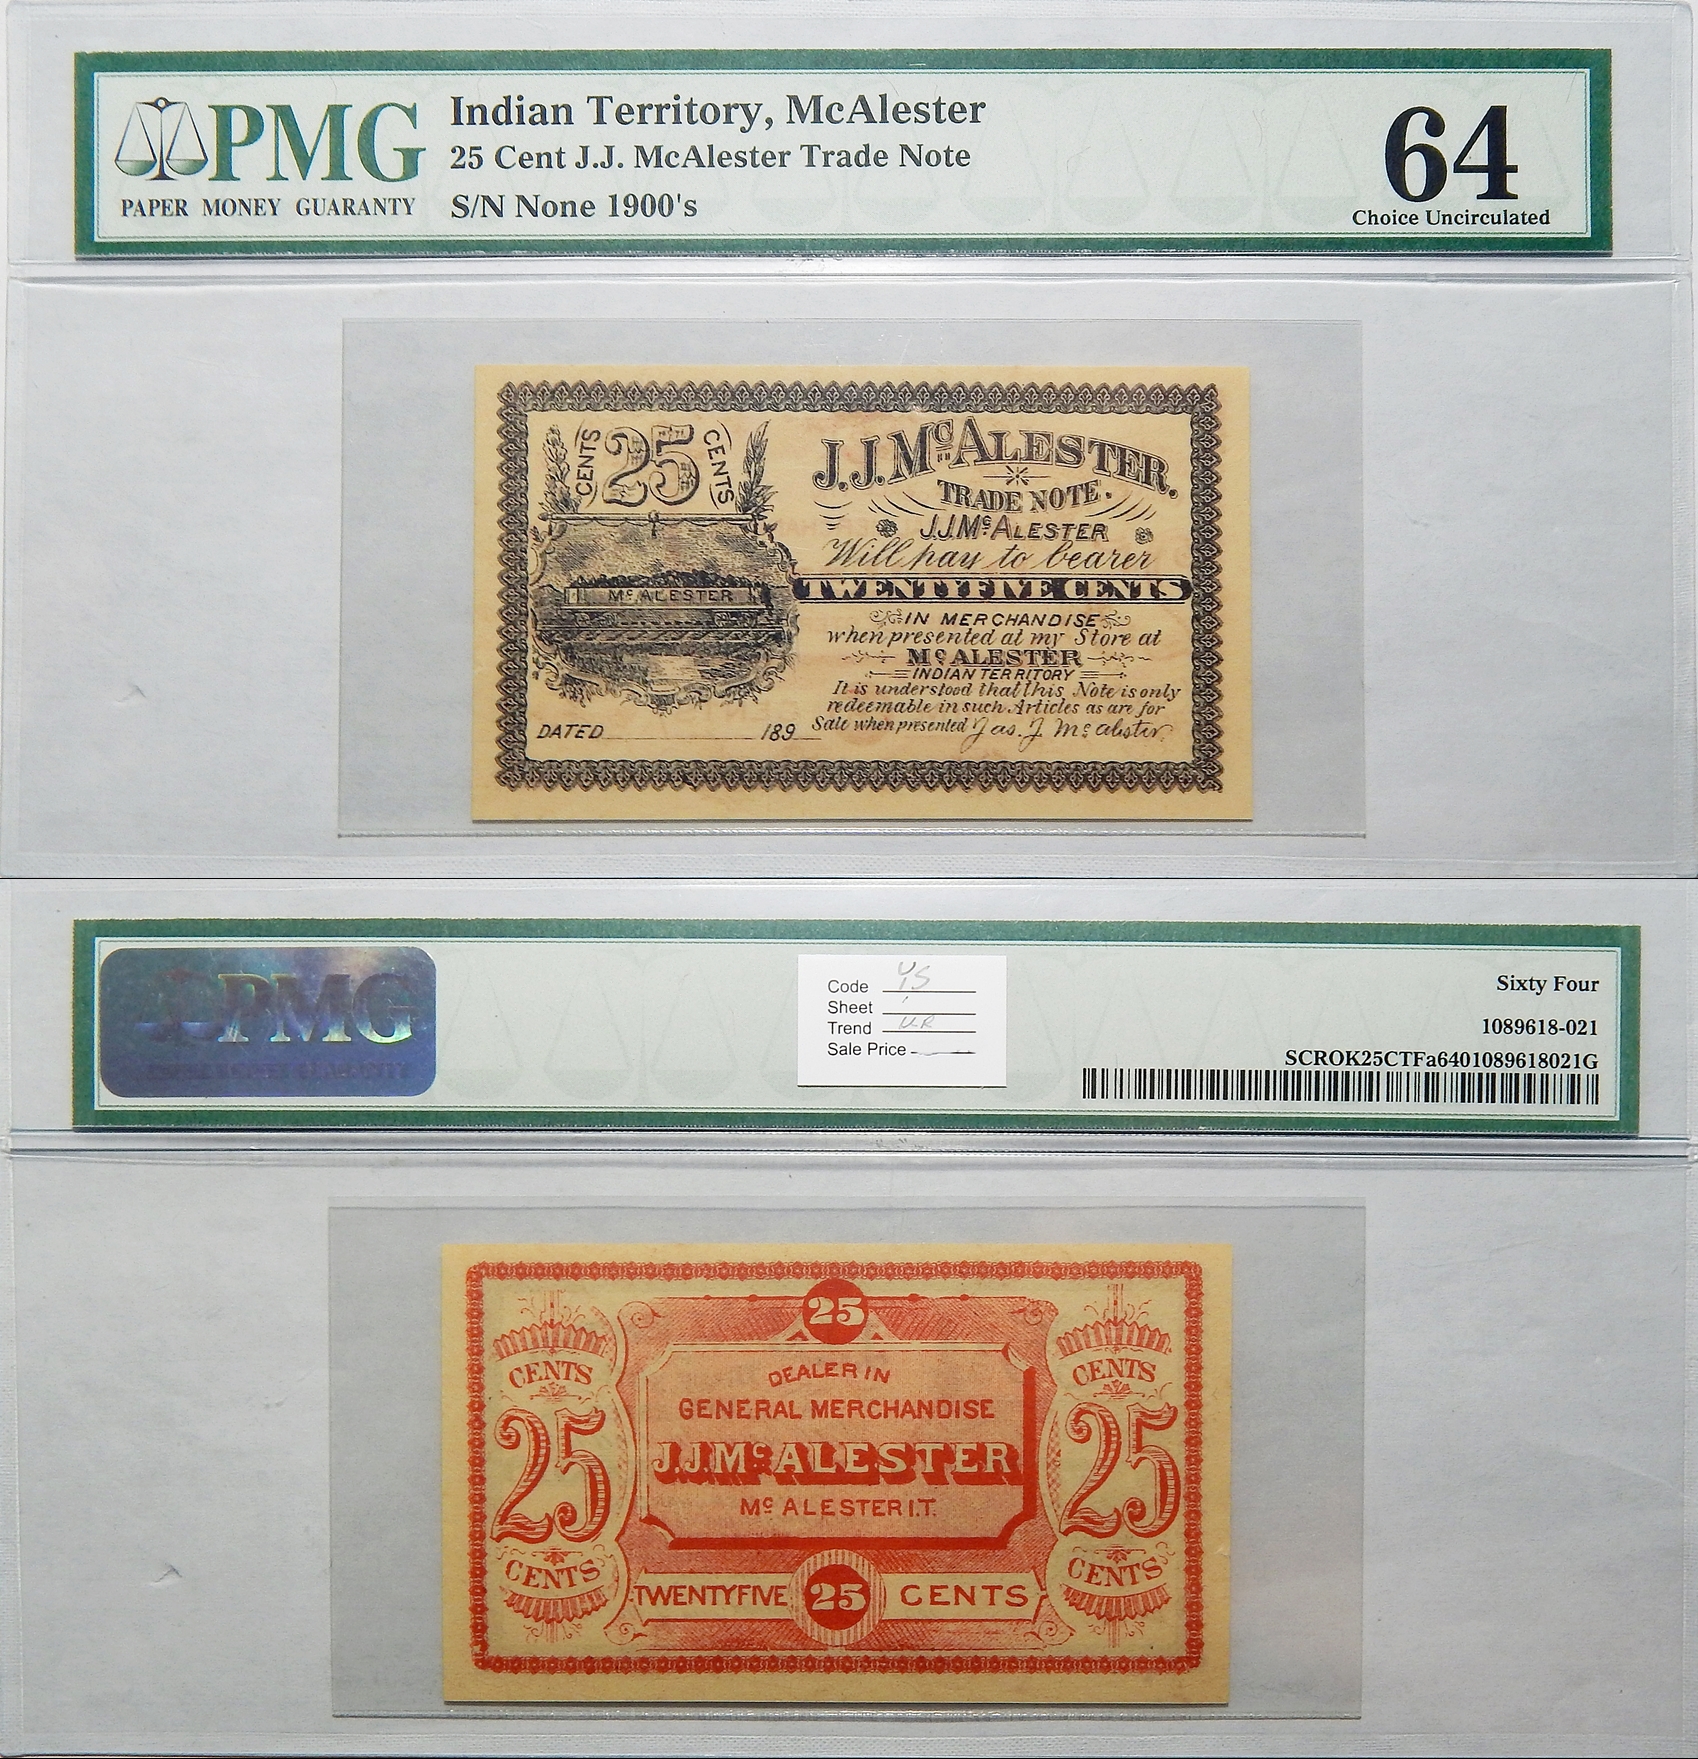 PMG
PAPER MONEY GUARANTY
Indian Territory, McAlester
25 Cent J.J. McAlester Trade Note
S/N None 1900's
64
Choice Uncirculated
CENTS 25 CENTS
McALESTER
DATED 189
J.J. McALESTER.
TRADE NOTE.
J.J. McALESTER
Will pay to bearer
TWENTYFIVE CENTS
IN MERCHANDISE
when presented at my Store at
McALESTER
INDIAN TERRITORY
It is understood that this Note is only
redeemable in such Articles as are for
Sale when presented Jas. J. McAlester
PMG
Code US
Sheet
Trend UR
Sale Price
Sixty Four
1089618-021
SCROK25CTFa6401089618021G
25
CENTS
25
CENTS
DEALER IN
GENERAL MERCHANDISE
J.J. McALESTER
McALESTER I.T.
CENTS
25
CENTS
TWENTYFIVE 25 CENTS